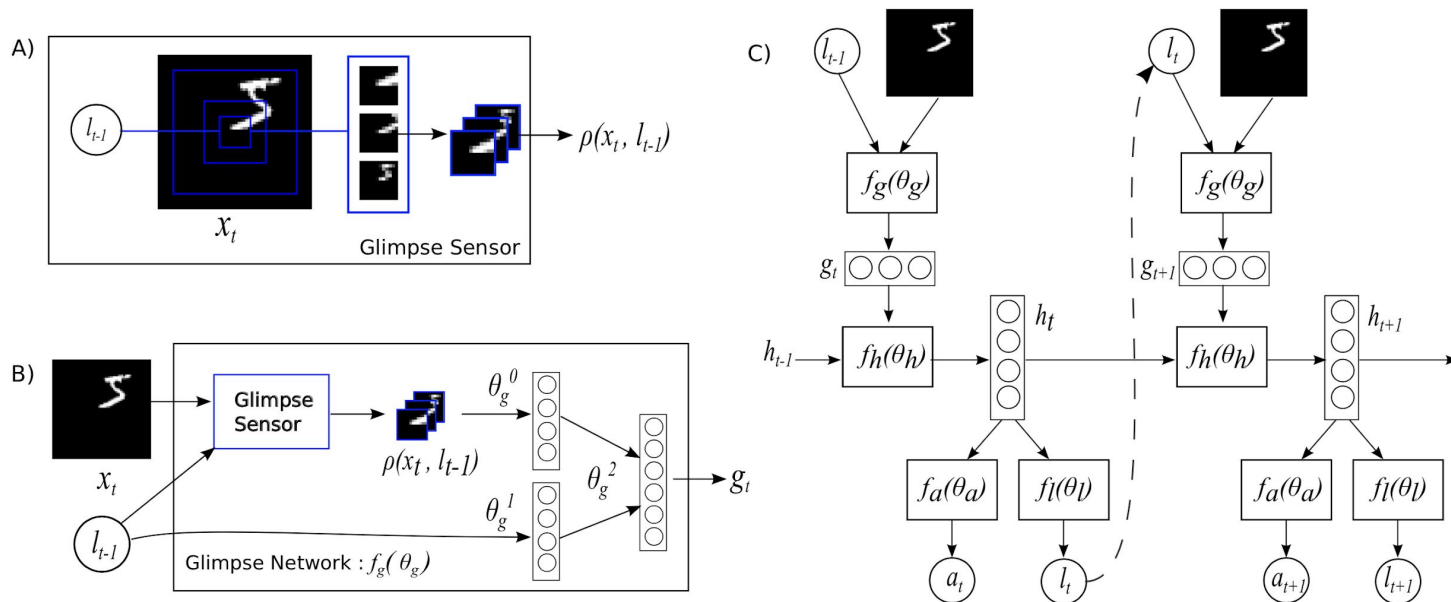 A)
l_{t-1}
x_t
ρ(x_t, l_{t-1})
Glimpse Sensor
B)
x_t
l_{t-1}
Glimpse
Sensor
ρ(x_t, l_{t-1})
θ_g^0
θ_g^1
θ_g^2
g_t
Glimpse Network : f_g(θ_g)
C)
l_{t-1}
l_t
f_g(θ_g)
f_g(θ_g)
g_t
g_{t+1}
h_{t-1}
f_h(θ_h)
h_t
f_h(θ_h)
h_{t+1}
f_a(θ_a)
f_l(θ_l)
f_a(θ_a)
f_l(θ_l)
a_t
l_t
a_{t+1}
l_{t+1}